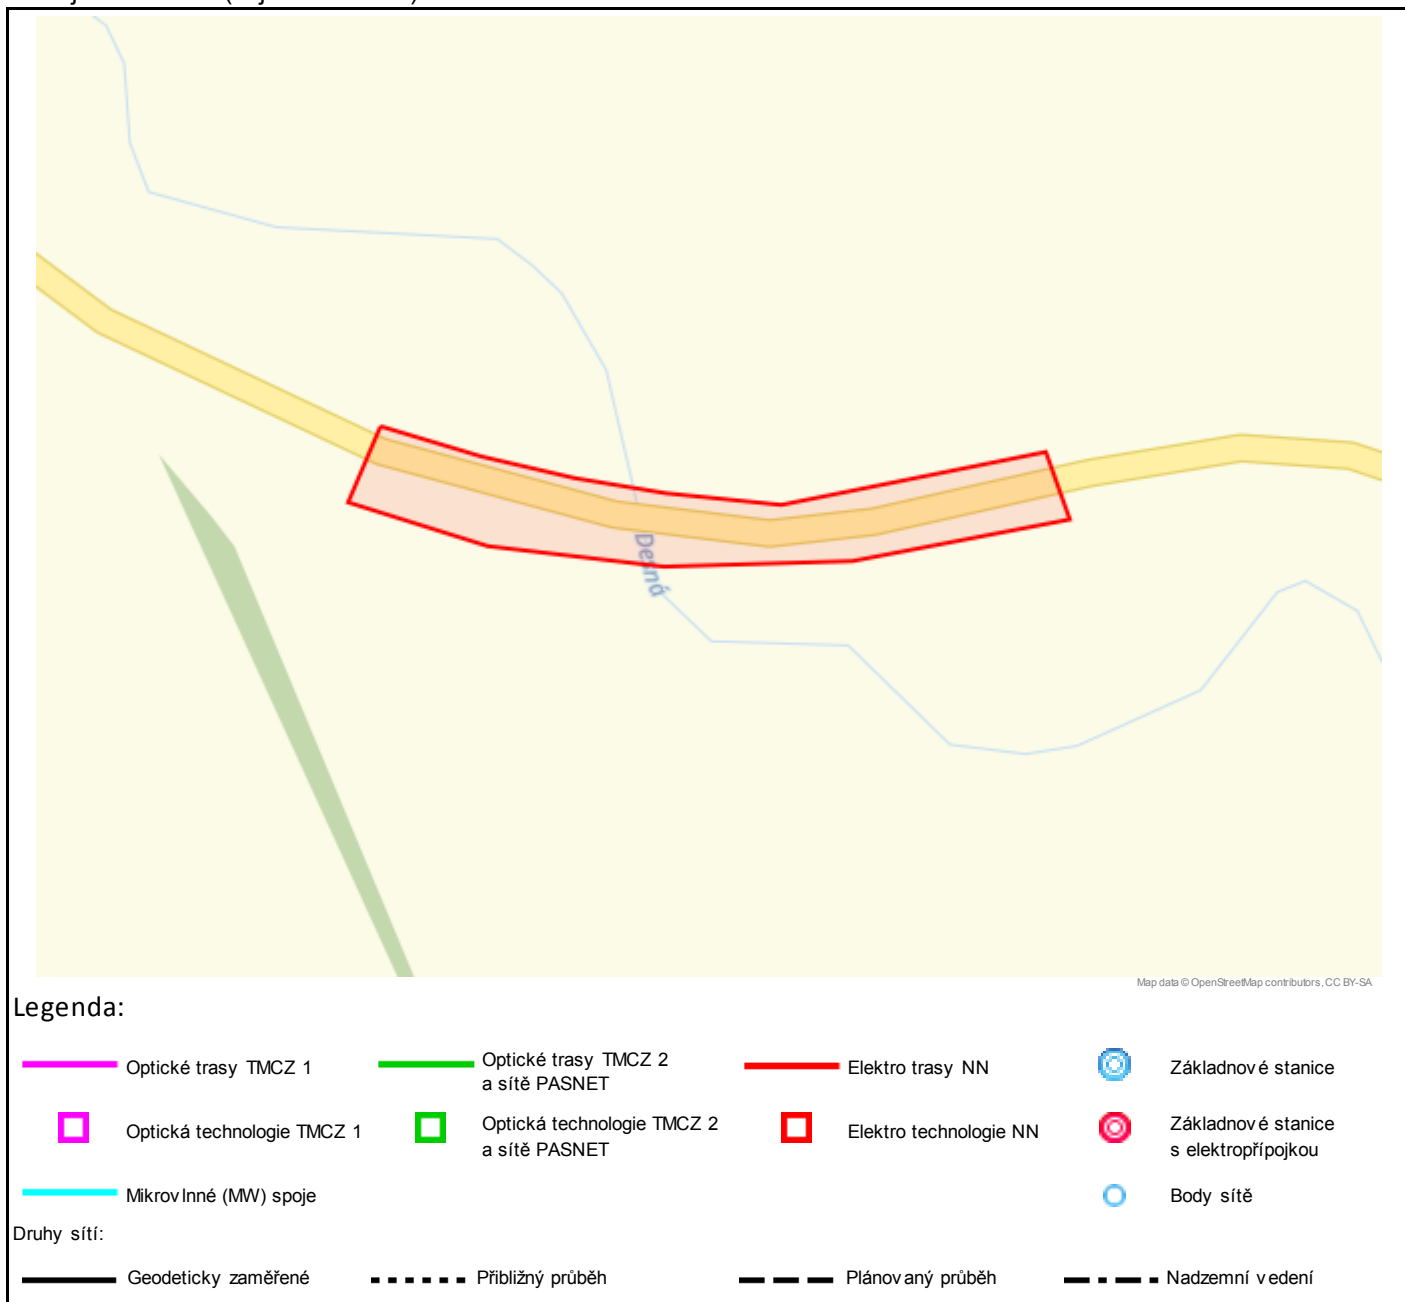 Desná
Map data © OpenStreetMap contributors, CC BY-SA
Legenda:
Optické trasy TMCZ 1
Optické trasy TMCZ 2
a sítě PASNET
Elektro trasy NN
Základnové stanice
Optická technologie TMCZ 1
Optická technologie TMCZ 2
a sítě PASNET
Elektro technologie NN
Základnové stanice
s elektropřípojkou
Mikrovlnné (MW) spoje
Body sítě
Druhy sítí:
Geodeticky zaměřené
Přibližný průběh
Plánovaný průběh
Nadzemní vedení